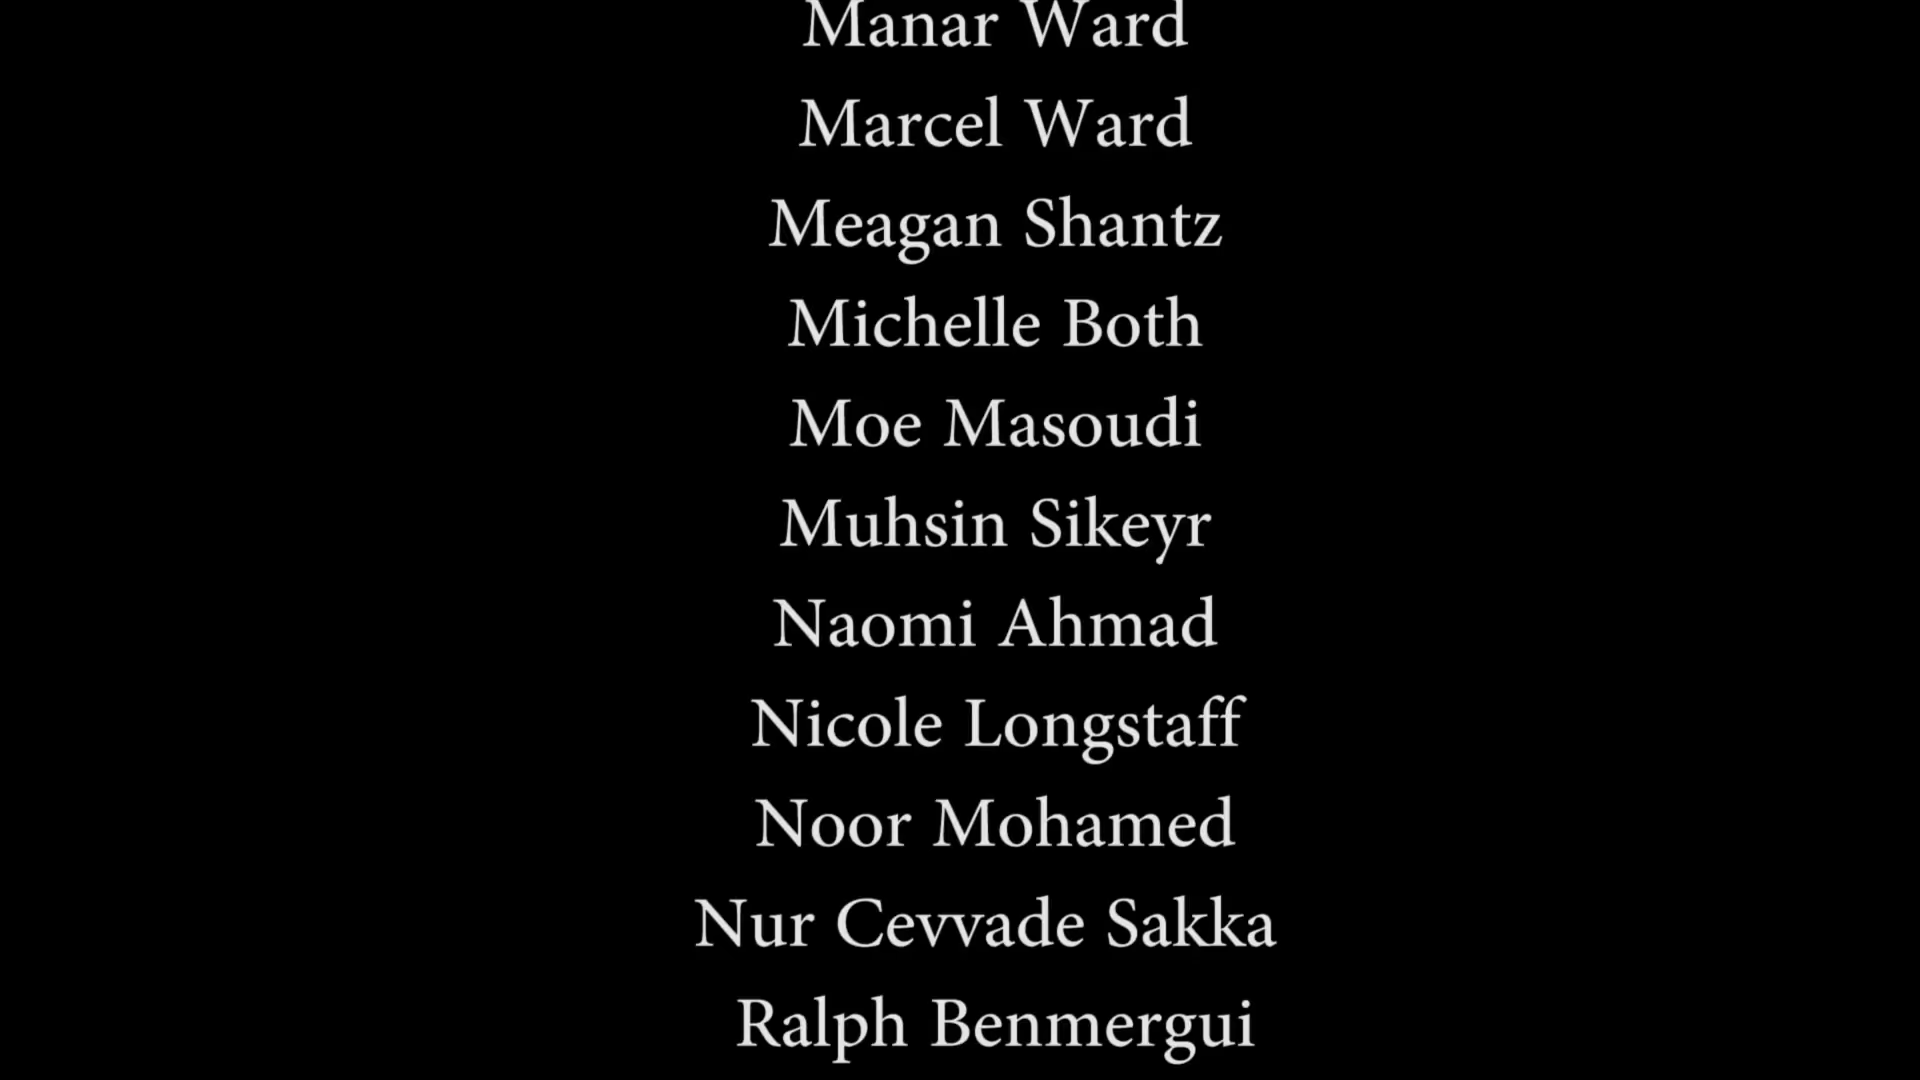 Manar Ward
Marcel Ward
Meagan Shantz
Michelle Both
Moe Masoudi
Muhsin Sikeyr
Naomi Ahmad
Nicole Longstaff
Noor Mohamed
Nur Cevvade Sakka
Ralph Benmergui